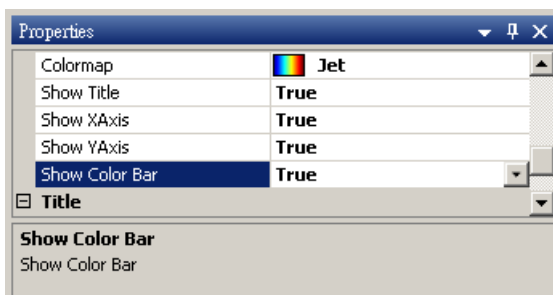 Properties
Colormap Jet
Show Title True
Show XAxis True
Show YAxis True
Show Color Bar True
Title
Show Color Bar
Show Color Bar